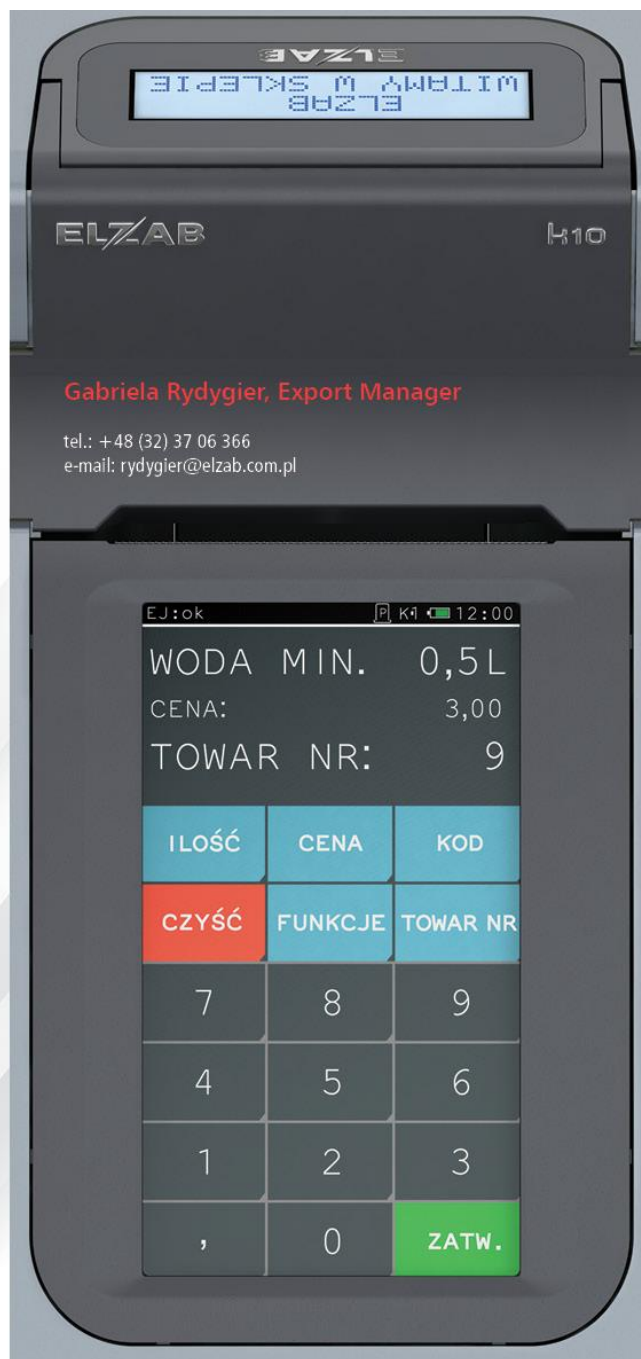 ELZAB
WITAMY W SKLEPIE
ELZAB
ELZAB k10
Gabriela Rydygier, Export Manager
tel.: +48 (32) 37 06 366
e-mail: rydygier@elzab.com.pl
EJ:ok P K1 12:00
WODA MIN. 0,5L
CENA: 3,00
TOWAR NR: 9
ILOŚĆ CENA KOD
CZYŚĆ FUNKCJE TOWAR NR
7 8 9
4 5 6
1 2 3
, 0 ZATW.